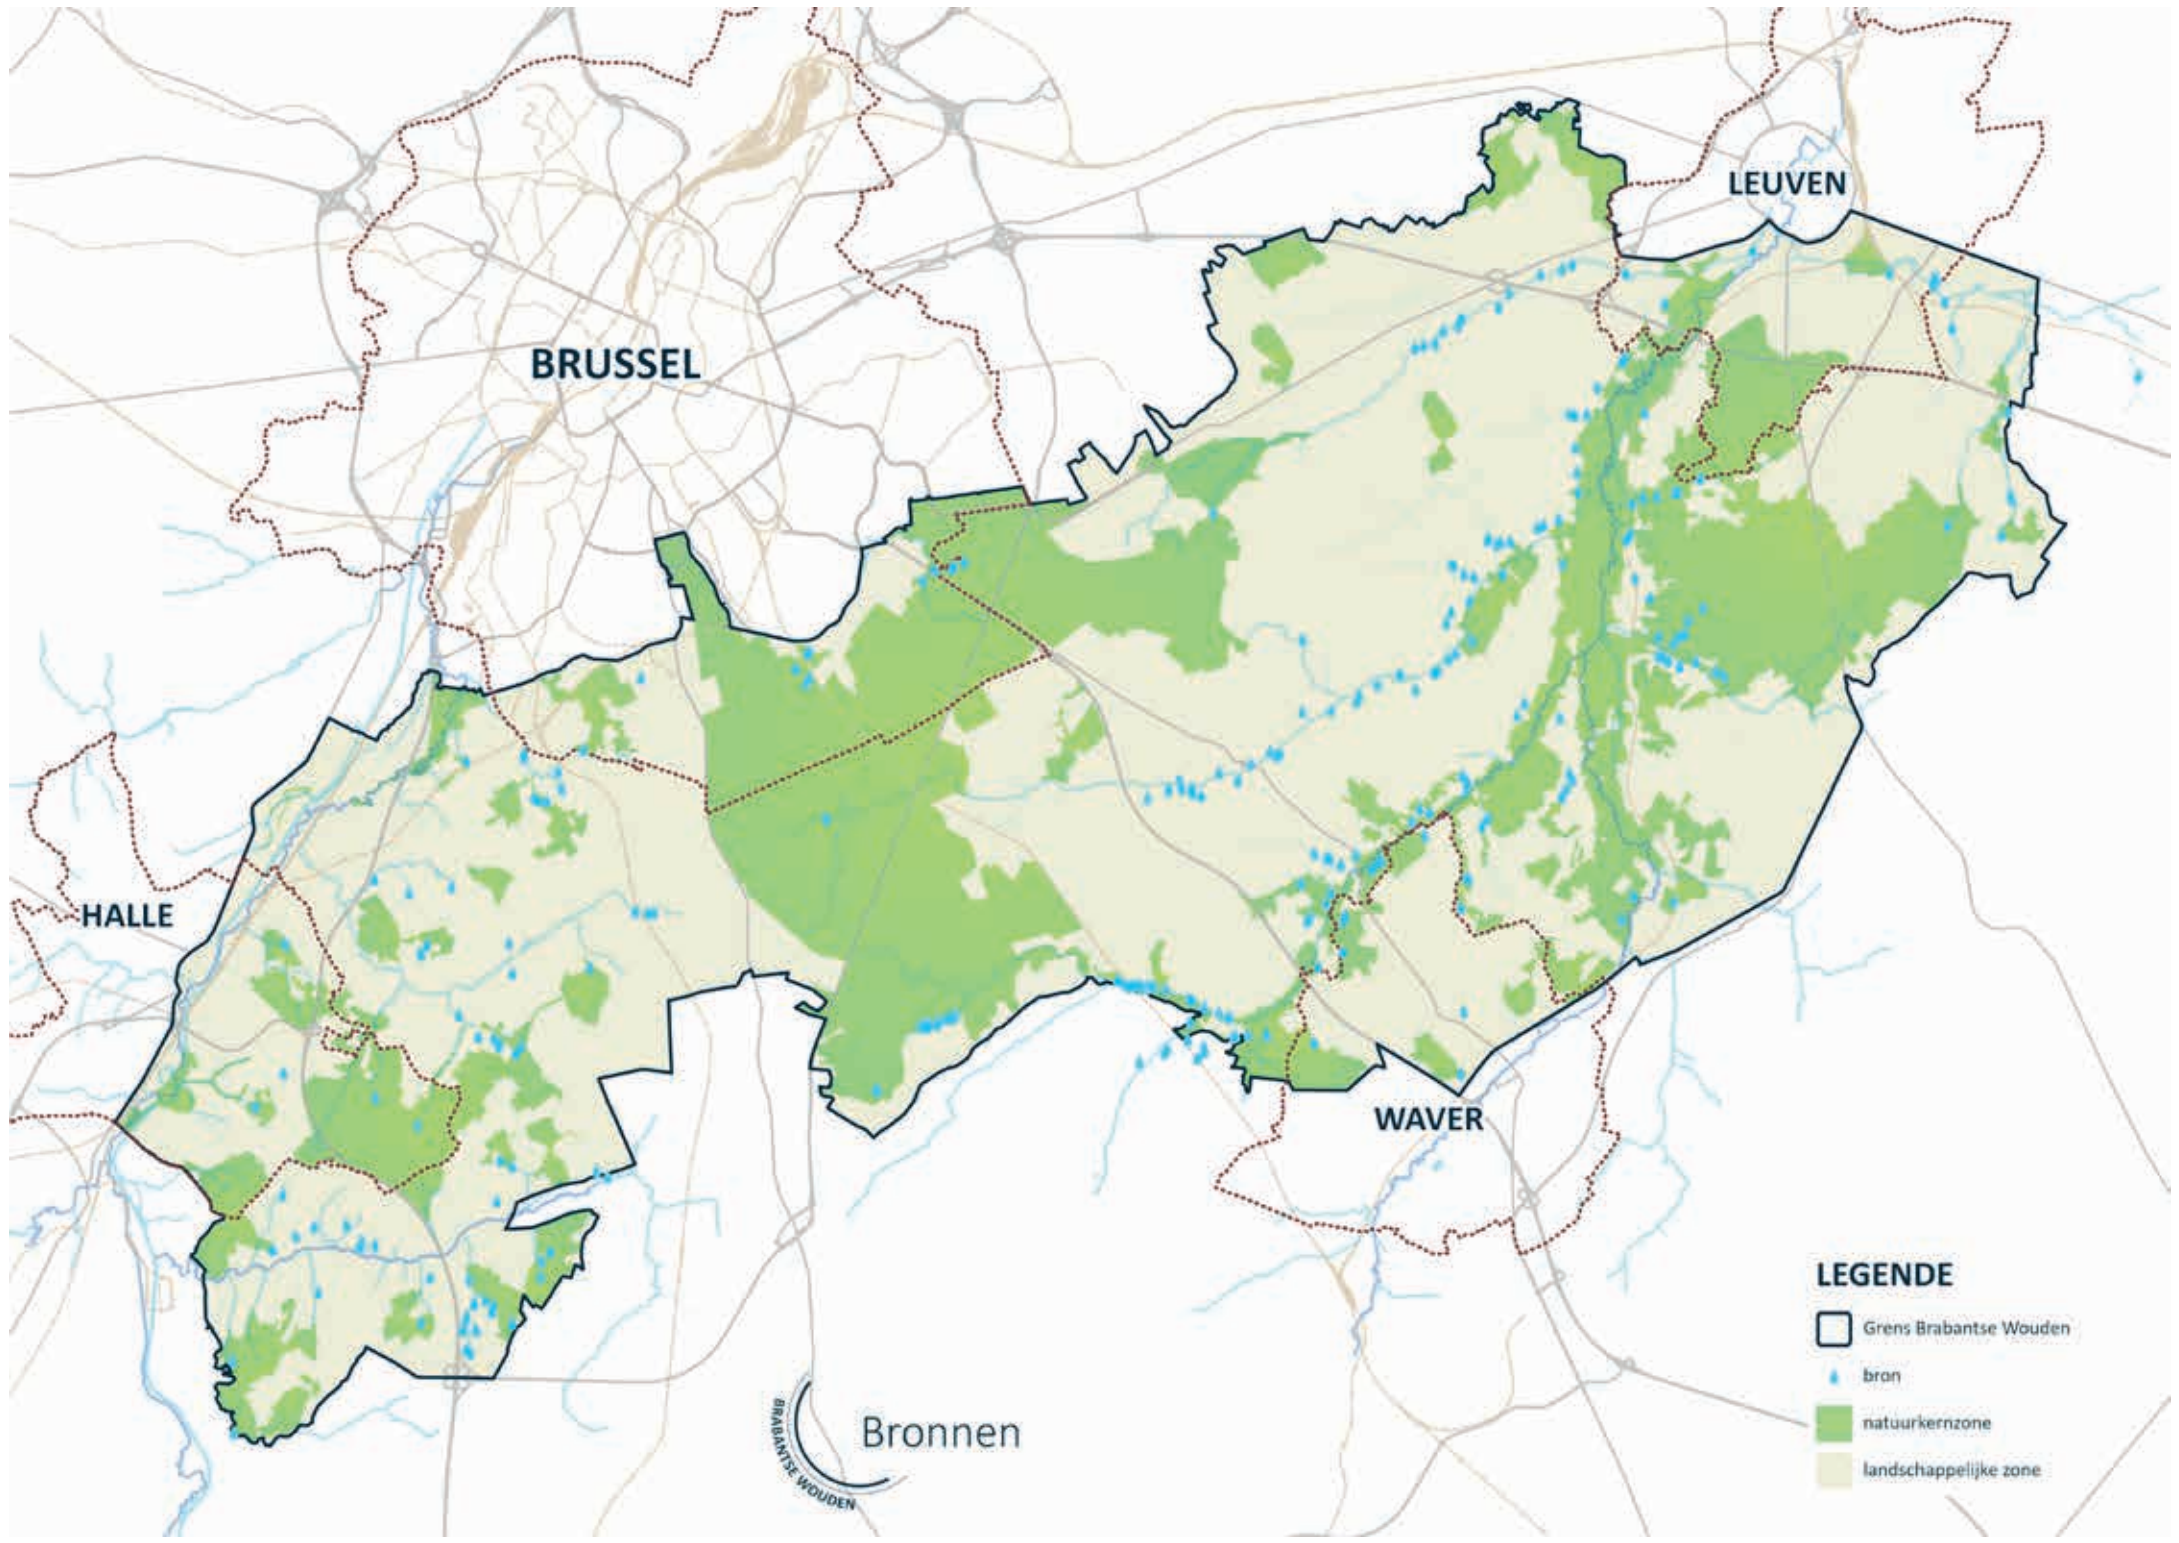 LEUVEN
BRUSSEL
HALLE
WAVER
LEGENDE
Grens Brabantse Wouden
bron
natuurkernzone
landschappelijke zone
BRABANTSE WOUDEN
Bronnen